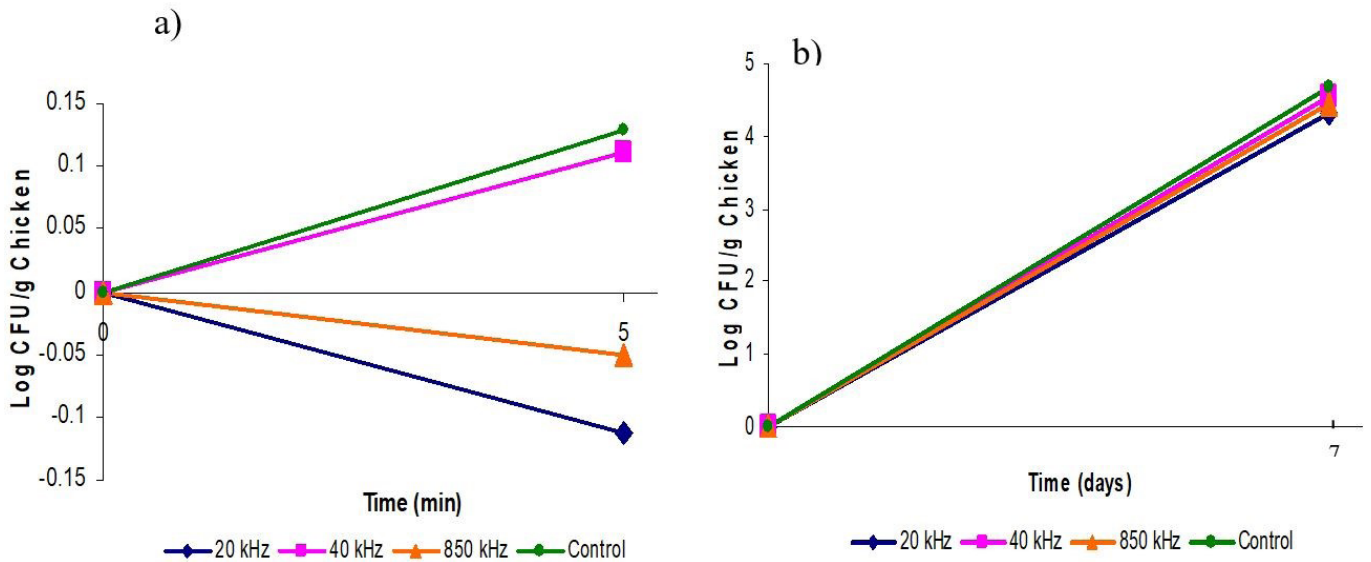 a)
Log CFU/g Chicken
0.15
0.1
0.05
0
-0.05
-0.1
-0.15
0
5
Time (min)
20 kHz 40 kHz 850 kHz Control
b)
Log CFU/g Chicken
5
4
3
2
1
0
7
Time (days)
20 kHz 40 kHz 850 kHz Control